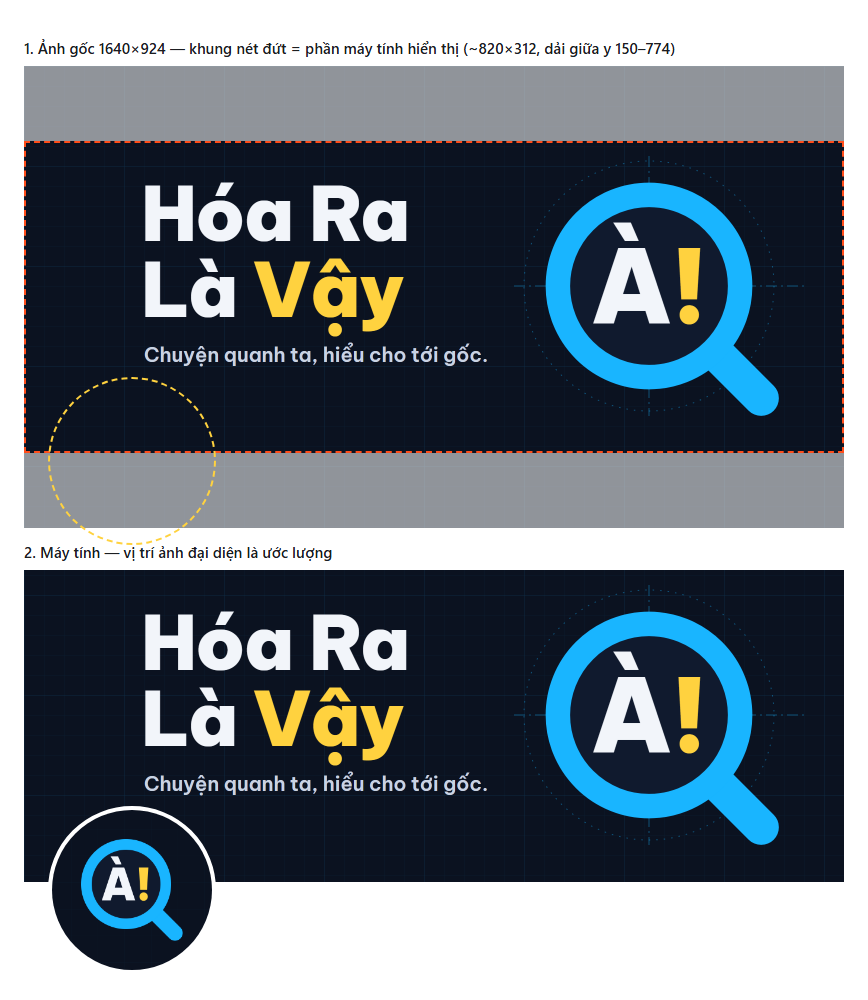 1. Ảnh gốc 1640×924 — khung nét đứt = phần máy tính hiển thị (~820×312, dải giữa y 150–774)
Hóa Ra
Là Vậy
Chuyện quanh ta, hiểu cho tới gốc.
À!
2. Máy tính — vị trí ảnh đại diện là ước lượng
Hóa Ra
Là Vậy
Chuyện quanh ta, hiểu cho tới gốc.
À!
À!